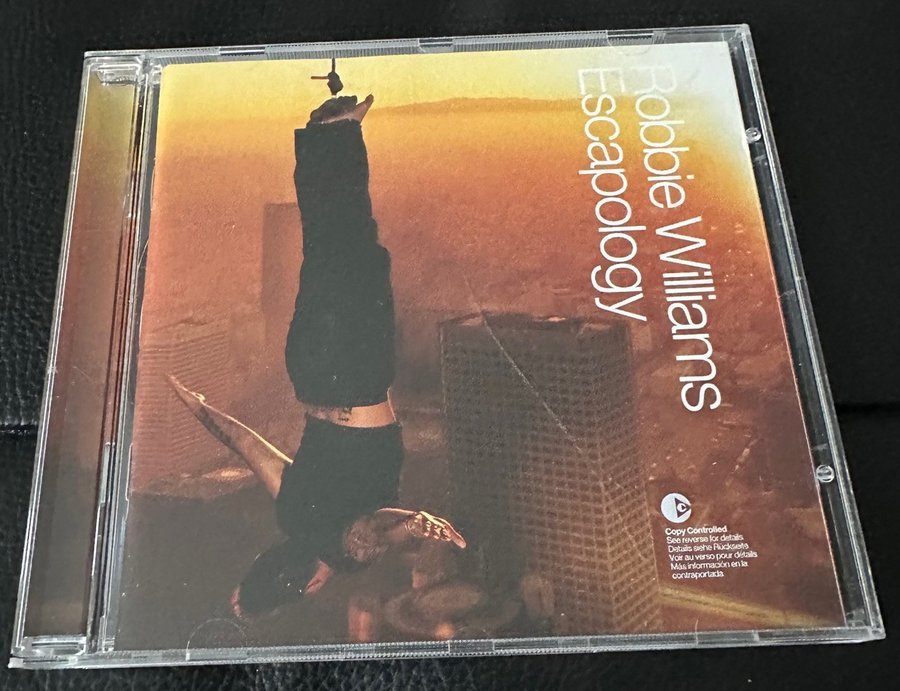 Robbie Williams
Escapology
Copy Controlled
See reverse for details
Details siehe Rückseite
Voir au verso pour détails
Más información en la
contraportada.